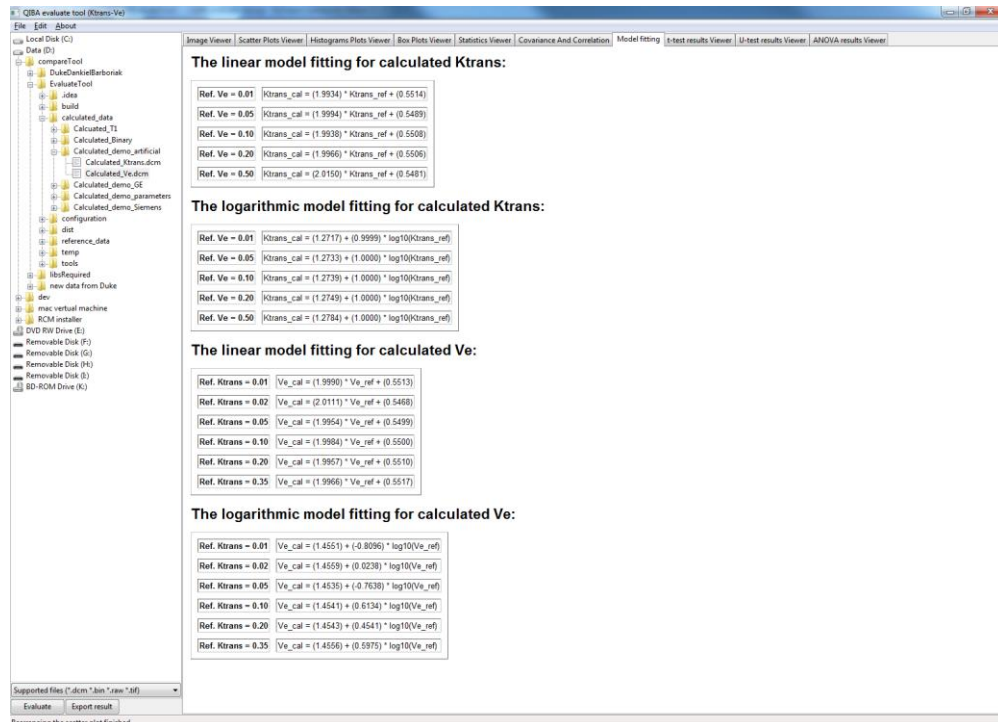 QIBA evaluate tool (Ktrans-Ve)
File Edit About
Local Disk (C:)
Data (D:)
compareTool
DukeDankielBarboriak
EvaluateTool
.idea
build
calculated_data
Calcuated_T1
Calculated_Binary
Calculated_demo_artificial
Calculated_Ktrans.dcm
Calculated_Ve.dcm
Calculated_demo_GE
Calculated_demo_parameters
Calculated_demo_Siemens
configuration
dist
reference_data
temp
tools
libsRequired
new data from Duke
dev
mac vertual machine
RCM installer
DVD RW Drive (E:)
Removable Disk (F:)
Removable Disk (G:)
Removable Disk (H:)
Removable Disk (I:)
BD-ROM Drive (K:)
Supported files (*.dcm *.bin *.raw *.tif)
Evaluate Export result
Rearranging the scatter plot finished
Image Viewer Scatter Plots Viewer Histograms Plots Viewer Box Plots Viewer Statistics Viewer Covariance And Correlation Model fitting t-test results Viewer U-test results Viewer ANOVA results Viewer
The linear model fitting for calculated Ktrans:
Ref. Ve = 0.01 Ktrans_cal = (1.9934) * Ktrans_ref + (0.5514)
Ref. Ve = 0.05 Ktrans_cal = (1.9994) * Ktrans_ref + (0.5489)
Ref. Ve = 0.10 Ktrans_cal = (1.9938) * Ktrans_ref + (0.5508)
Ref. Ve = 0.20 Ktrans_cal = (1.9966) * Ktrans_ref + (0.5506)
Ref. Ve = 0.50 Ktrans_cal = (2.0150) * Ktrans_ref + (0.5481)
The logarithmic model fitting for calculated Ktrans:
Ref. Ve = 0.01 Ktrans_cal = (1.2717) + (0.9999) * log10(Ktrans_ref)
Ref. Ve = 0.05 Ktrans_cal = (1.2733) + (1.0000) * log10(Ktrans_ref)
Ref. Ve = 0.10 Ktrans_cal = (1.2739) + (1.0000) * log10(Ktrans_ref)
Ref. Ve = 0.20 Ktrans_cal = (1.2749) + (1.0000) * log10(Ktrans_ref)
Ref. Ve = 0.50 Ktrans_cal = (1.2784) + (1.0000) * log10(Ktrans_ref)
The linear model fitting for calculated Ve:
Ref. Ktrans = 0.01 Ve_cal = (1.9990) * Ve_ref + (0.5513)
Ref. Ktrans = 0.02 Ve_cal = (2.0111) * Ve_ref + (0.5468)
Ref. Ktrans = 0.05 Ve_cal = (1.9954) * Ve_ref + (0.5499)
Ref. Ktrans = 0.10 Ve_cal = (1.9984) * Ve_ref + (0.5500)
Ref. Ktrans = 0.20 Ve_cal = (1.9957) * Ve_ref + (0.5510)
Ref. Ktrans = 0.35 Ve_cal = (1.9966) * Ve_ref + (0.5517)
The logarithmic model fitting for calculated Ve:
Ref. Ktrans = 0.01 Ve_cal = (1.4551) + (-0.8096) * log10(Ve_ref)
Ref. Ktrans = 0.02 Ve_cal = (1.4559) + (0.0238) * log10(Ve_ref)
Ref. Ktrans = 0.05 Ve_cal = (1.4535) + (-0.7638) * log10(Ve_ref)
Ref. Ktrans = 0.10 Ve_cal = (1.4541) + (0.6134) * log10(Ve_ref)
Ref. Ktrans = 0.20 Ve_cal = (1.4543) + (0.4541) * log10(Ve_ref)
Ref. Ktrans = 0.35 Ve_cal = (1.4556) + (0.5975) * log10(Ve_ref)